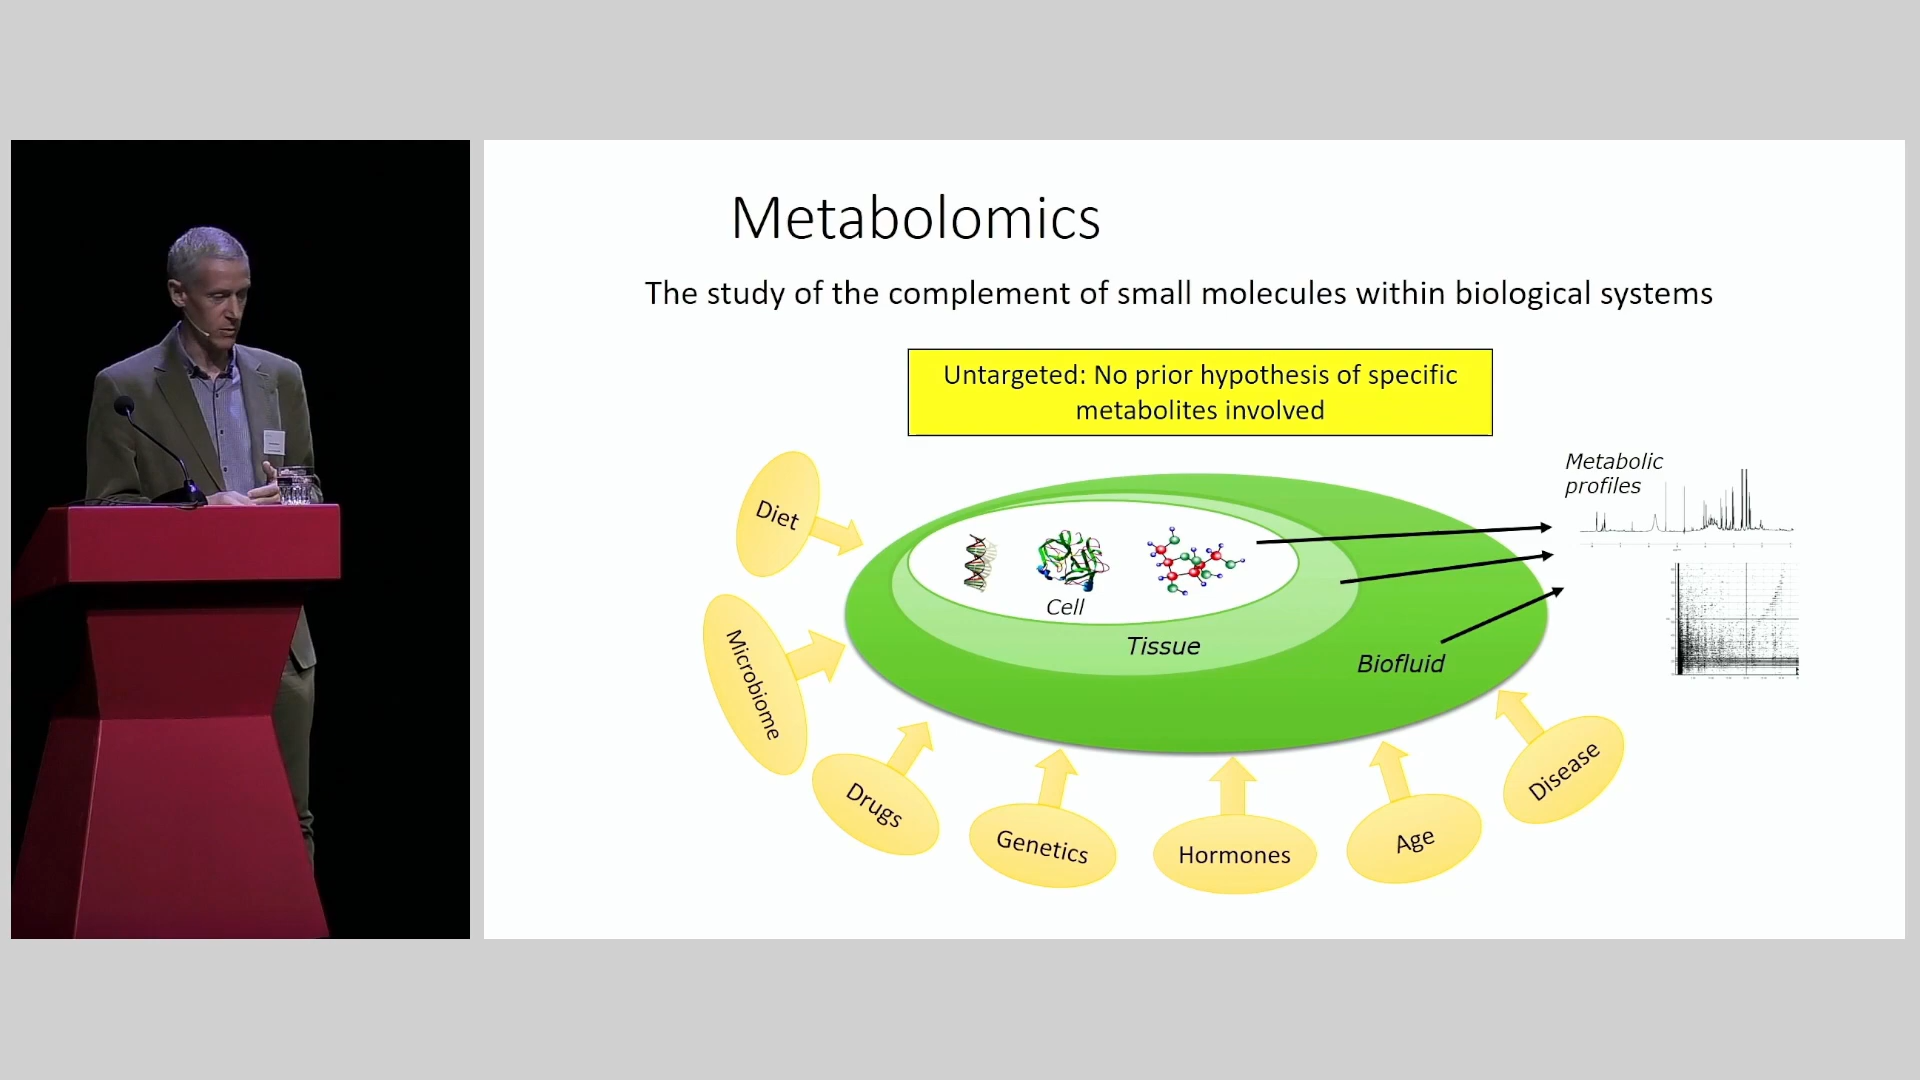 Metabolomics
The study of the complement of small molecules within biological systems
Untargeted: No prior hypothesis of specific
metabolites involved
Metabolic
profiles
Diet
Cell
Tissue
Biofluid
Microbiome
Drugs
Genetics
Hormones
Age
Disease